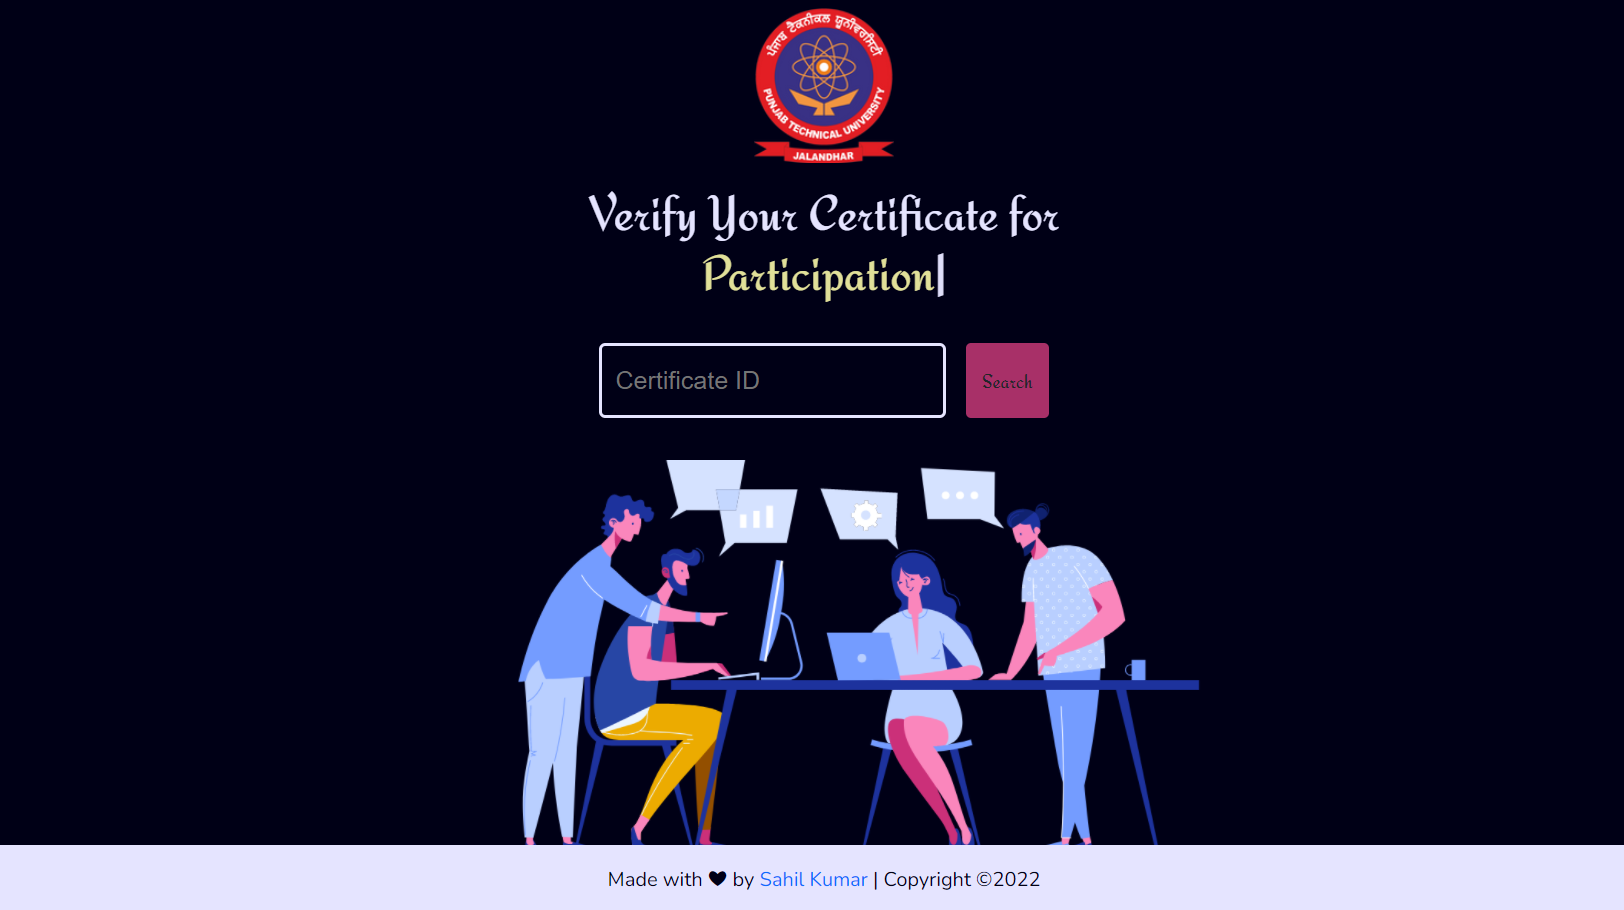 ਪੰਜਾਬ ਟੈਕਨੀਕਲ ਯੂਨੀਵਰਸਿਟੀ
PUNJAB TECHNICAL UNIVERSITY
JALANDHAR
Verify Your Certificate for
Participation|
Certificate ID
Search
Made with ♥ by Sahil Kumar | Copyright ©2022